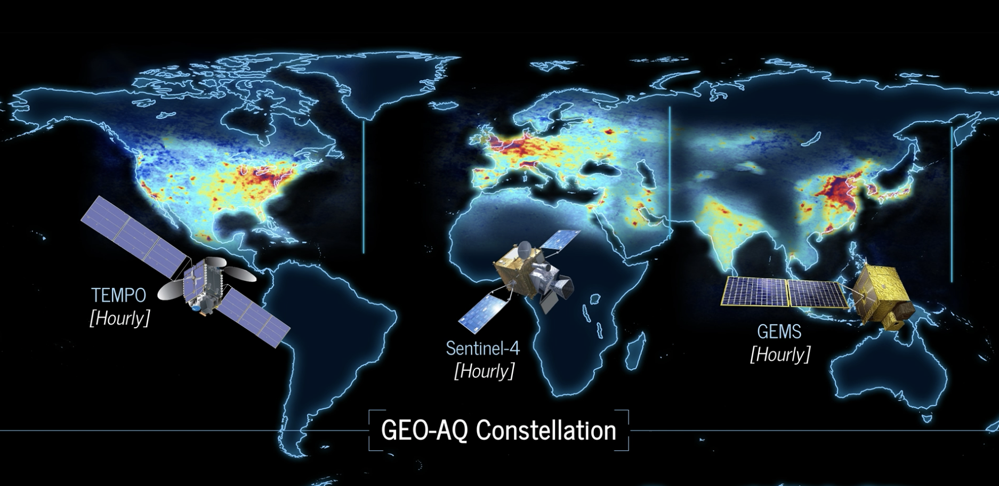 TEMPO
[Hourly]
Sentinel-4
[Hourly]
GEMS
[Hourly]
GEO-AQ Constellation